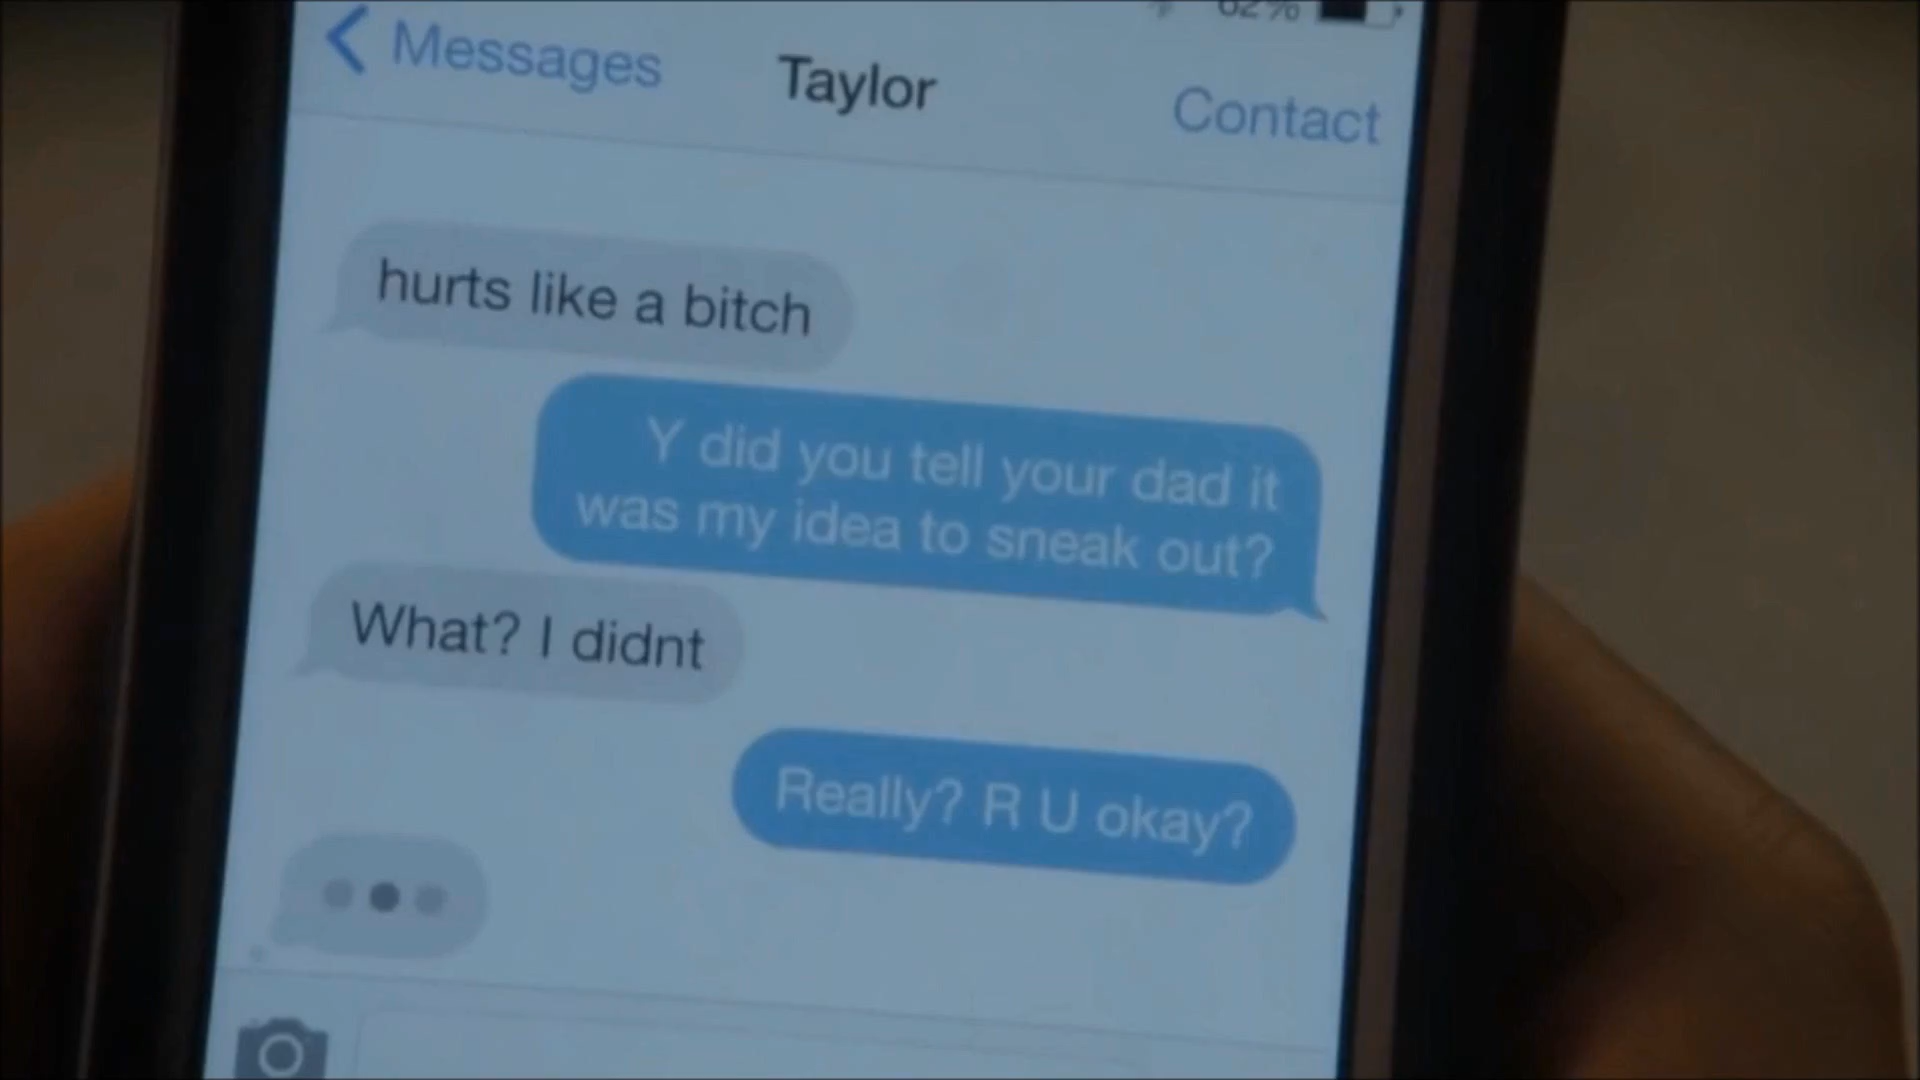 62%
Messages
Taylor
Contact
hurts like a bitch
Y did you tell your dad it
was my idea to sneak out?
What? I didnt
Really? R U okay?